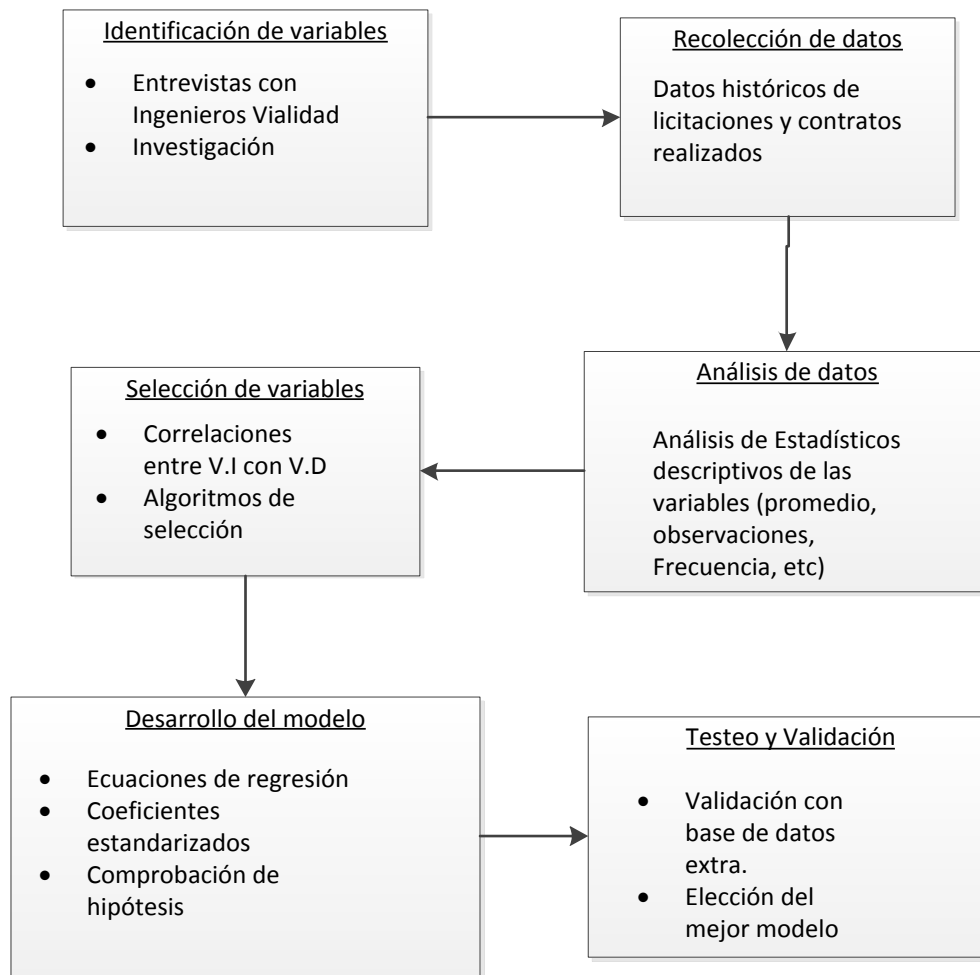 Identificación de variables
• Entrevistas con
Ingenieros Vialidad
• Investigación
Recolección de datos
Datos históricos de
licitaciones y contratos
realizados
Análisis de datos
Análisis de Estadísticos
descriptivos de las
variables (promedio,
observaciones,
Frecuencia, etc)
Selección de variables
• Correlaciones
entre V.I con V.D
• Algoritmos de
selección
Desarrollo del modelo
• Ecuaciones de regresión
• Coeficientes
estandarizados
• Comprobación de
hipótesis
Testeo y Validación
• Validación con
base de datos
extra.
• Elección del
mejor modelo